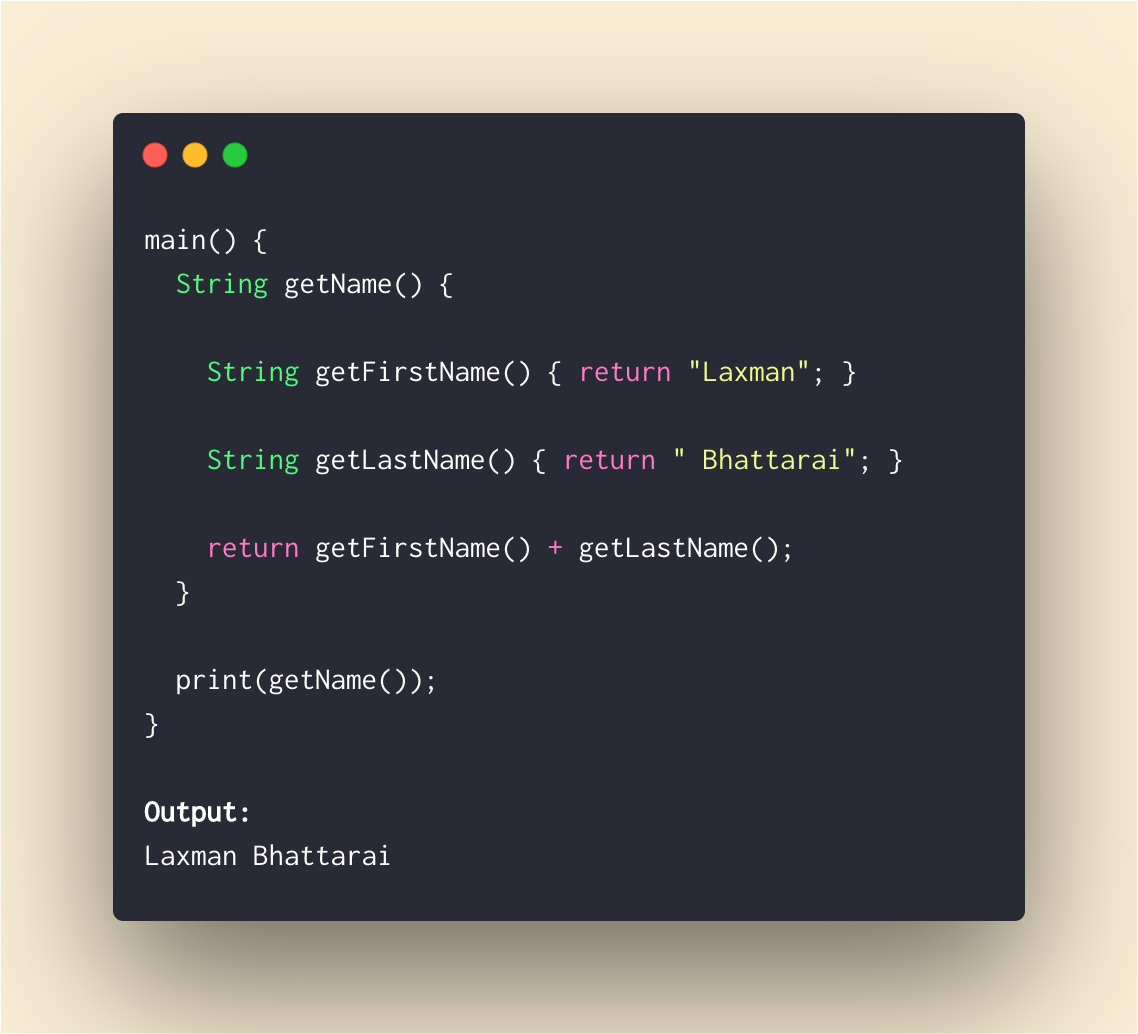 main() {
  String getName() {

    String getFirstName() { return "Laxman"; }

    String getLastName() { return " Bhattarai"; }

    return getFirstName() + getLastName();
  }

  print(getName());
}

Output:
Laxman Bhattarai